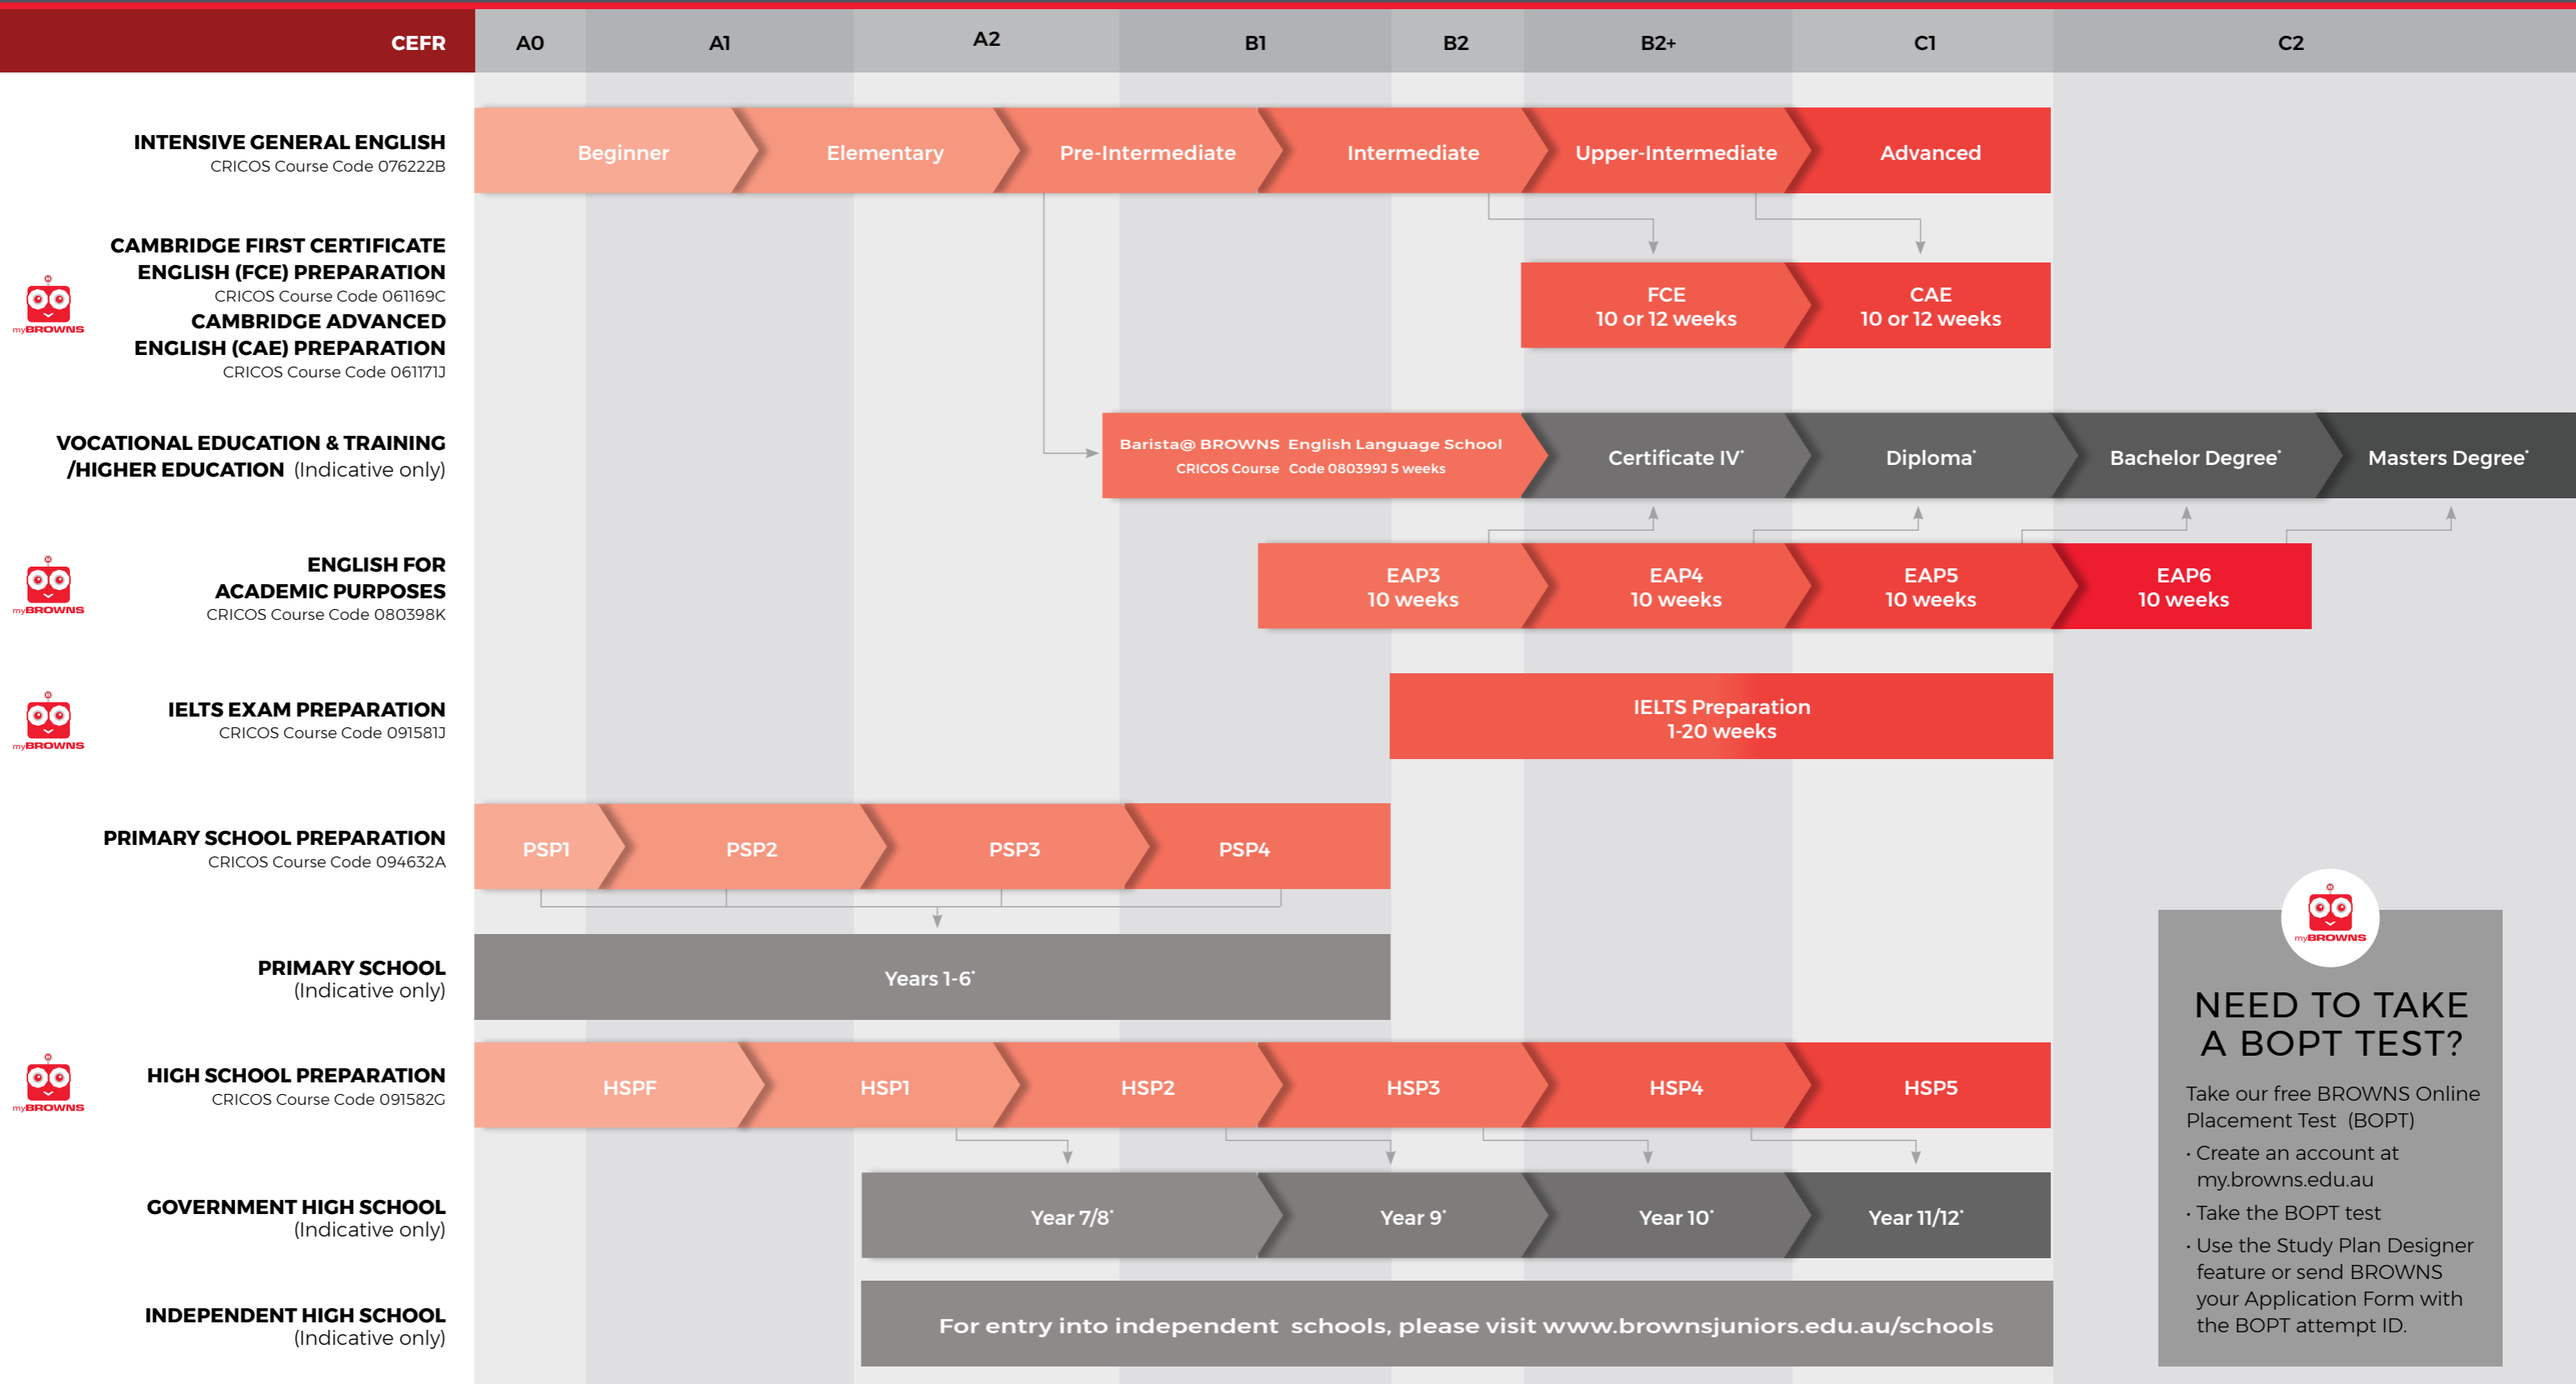 CEFR
A0
A1
A2
B1
B2
B2+
C1
C2
INTENSIVE GENERAL ENGLISH
CRICOS Course Code 076222B
Beginner
Elementary
Pre-Intermediate
Intermediate
Upper-Intermediate
Advanced
myBROWNS
CAMBRIDGE FIRST CERTIFICATE
ENGLISH (FCE) PREPARATION
CRICOS Course Code 061169C
CAMBRIDGE ADVANCED
ENGLISH (CAE) PREPARATION
CRICOS Course Code 061171J
FCE
10 or 12 weeks
CAE
10 or 12 weeks
VOCATIONAL EDUCATION & TRAINING
/HIGHER EDUCATION (Indicative only)
Barista@ BROWNS English Language School
CRICOS Course Code 080399J 5 weeks
Certificate IV*
Diploma*
Bachelor Degree*
Masters Degree*
myBROWNS
ENGLISH FOR
ACADEMIC PURPOSES
CRICOS Course Code 080398K
EAP3
10 weeks
EAP4
10 weeks
EAP5
10 weeks
EAP6
10 weeks
myBROWNS
IELTS EXAM PREPARATION
CRICOS Course Code 091581J
IELTS Preparation
1-20 weeks
PRIMARY SCHOOL PREPARATION
CRICOS Course Code 094632A
PSP1
PSP2
PSP3
PSP4
PRIMARY SCHOOL
(Indicative only)
Years 1-6*
myBROWNS
HIGH SCHOOL PREPARATION
CRICOS Course Code 091582G
HSPF
HSP1
HSP2
HSP3
HSP4
HSP5
GOVERNMENT HIGH SCHOOL
(Indicative only)
Year 7/8*
Year 9*
Year 10*
Year 11/12*
INDEPENDENT HIGH SCHOOL
(Indicative only)
For entry into independent schools, please visit www.brownsjuniors.edu.au/schools
myBROWNS
NEED TO TAKE
A BOPT TEST?
Take our free BROWNS Online
Placement Test (BOPT)
• Create an account at
my.browns.edu.au
• Take the BOPT test
• Use the Study Plan Designer
feature or send BROWNS
your Application Form with
the BOPT attempt ID.